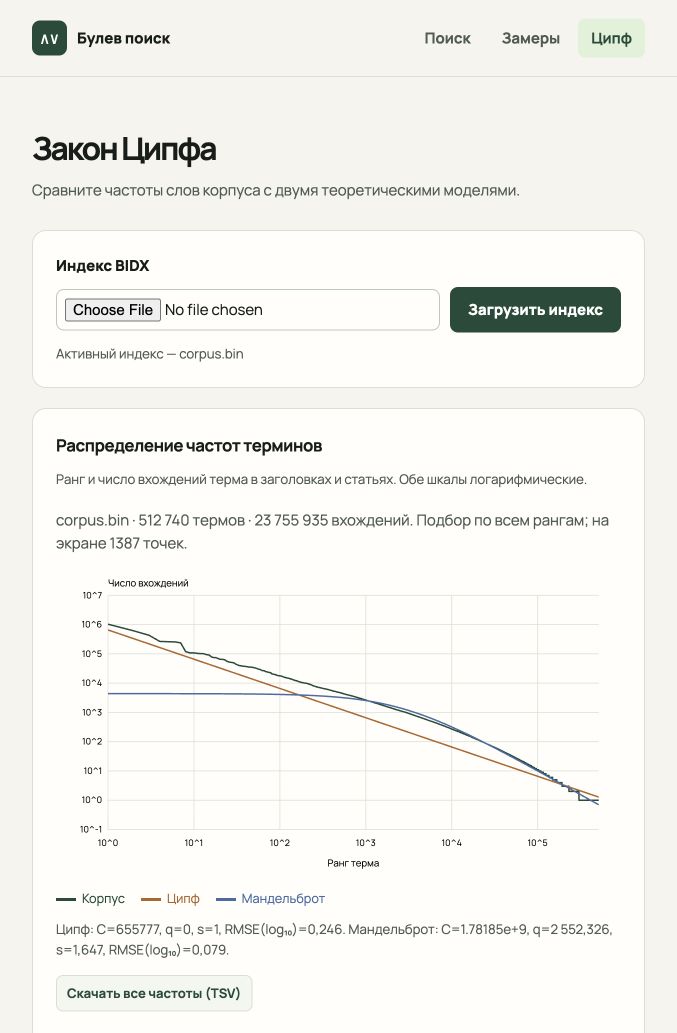 ∧∨ Булев поиск Поиск Замеры Ципф
Закон Ципфа
Сравните частоты слов корпуса с двумя теоретическими моделями.
Индекс BIDX
Choose File No file chosen Загрузить индекс
Активный индекс — corpus.bin
Распределение частот терминов
Ранг и число вхождений терма в заголовках и статьях. Обе шкалы логарифмические.
corpus.bin · 512 740 термов · 23 755 935 вхождений. Подбор по всем рангам; на
экране 1387 точек.
Число вхождений
10^7
10^6
10^5
10^4
10^3
10^2
10^1
10^0
10^-1
10^0 10^1 10^2 10^3 10^4 10^5
Ранг терма
Корпус Ципф Мандельброт
Ципф: C=655777, q=0, s=1, RMSE(log₁₀)=0,246. Мандельброт: C=1.78185e+9, q=2 552,326,
s=1,647, RMSE(log₁₀)=0,079.
Скачать все частоты (TSV)